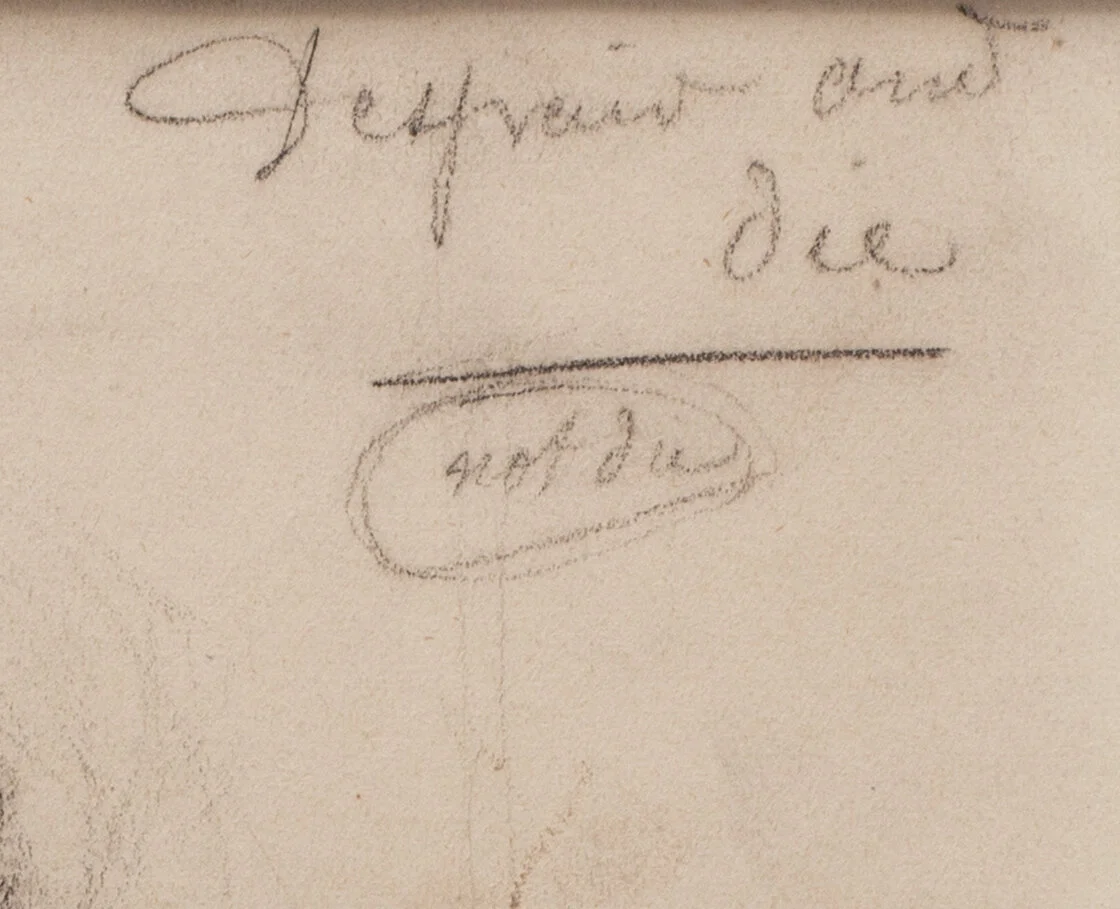 Despair and
die
not die